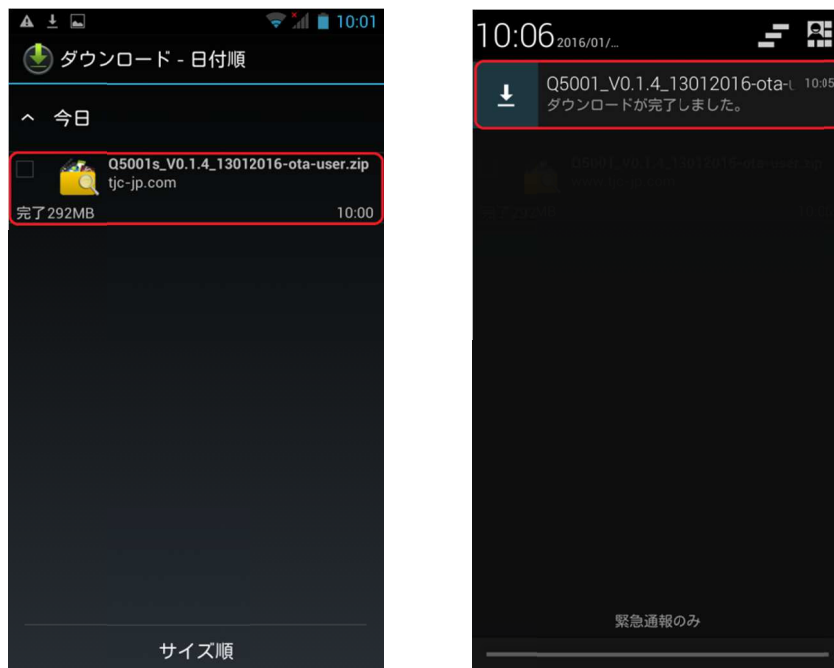 10:01
ダウンロード - 日付順
今日
Q5001s_V0.1.4_13012016-ota-user.zip
tjc-jp.com
完了292MB
10:00
サイズ順
10:06 2016/01/...
Q5001_V0.1.4_13012016-ota-
10:05
ダウンロードが完了しました。
緊急通報のみ